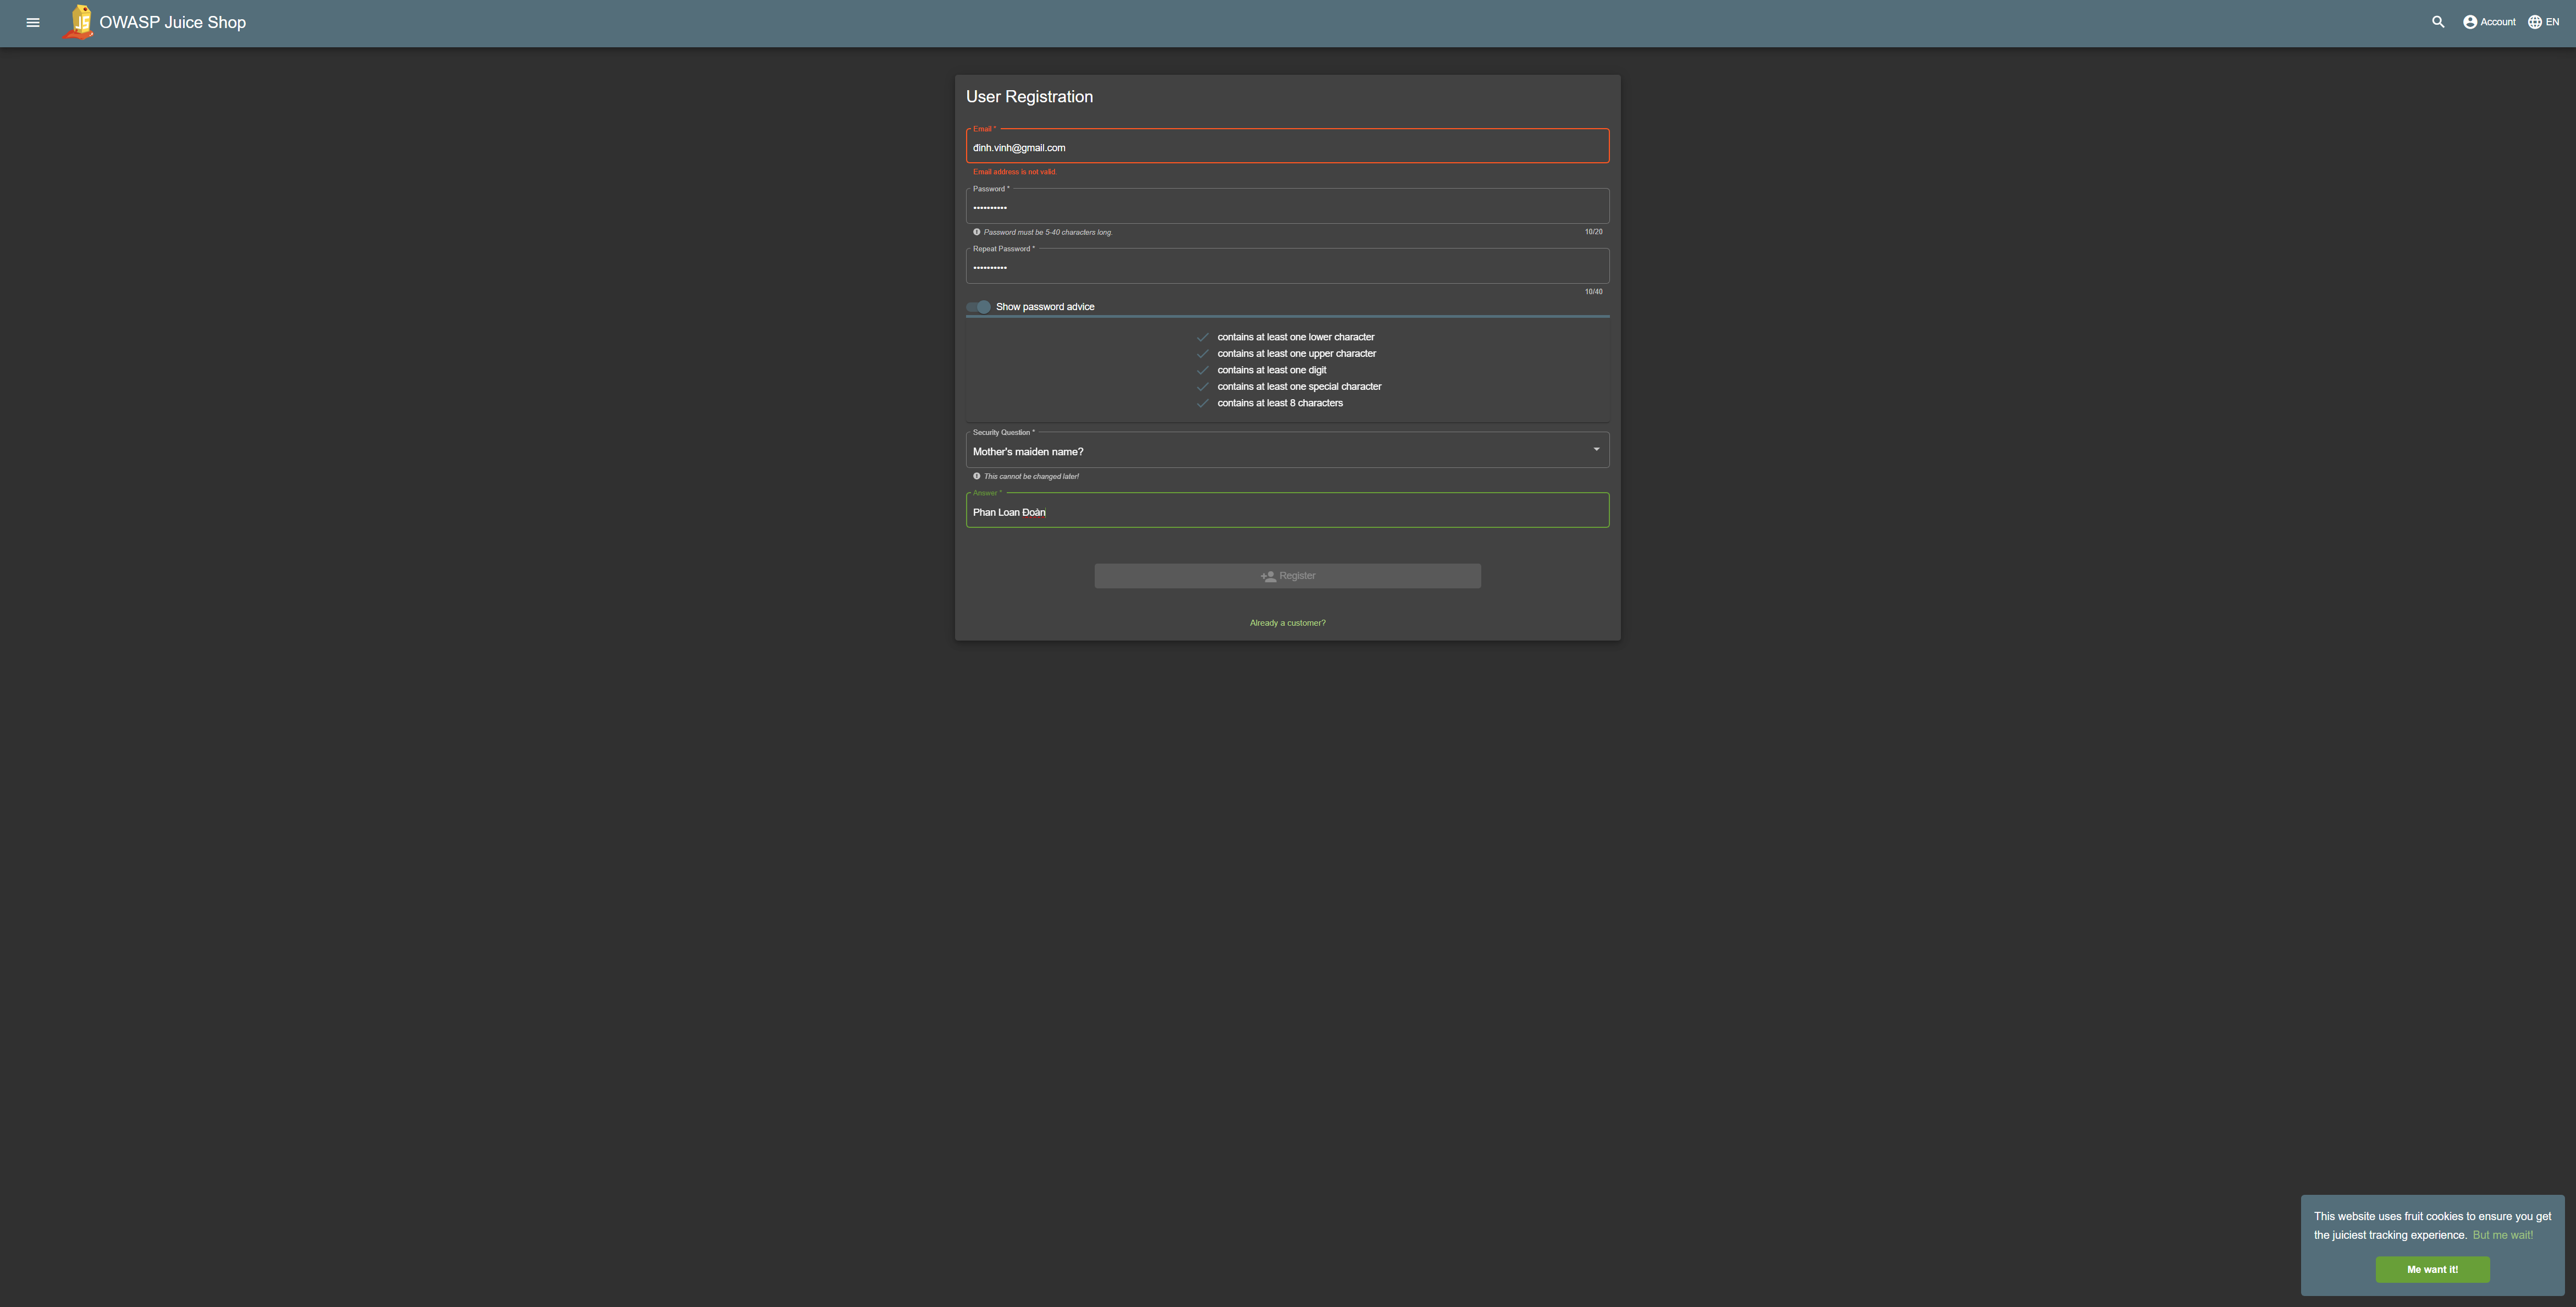 OWASP Juice Shop
Account
EN
User Registration
Email *
đinh.vinh@gmail.com
Email address is not valid.
Password *
••••••••••
Password must be 5-40 characters long.
10/20
Repeat Password *
••••••••••
10/40
Show password advice
contains at least one lower character
contains at least one upper character
contains at least one digit
contains at least one special character
contains at least 8 characters
Security Question *
Mother's maiden name?
This cannot be changed later!
Answer *
Phan Loan Đoàn
Register
Already a customer?
This website uses fruit cookies to ensure you get
the juiciest tracking experience. But me wait!
Me want it!